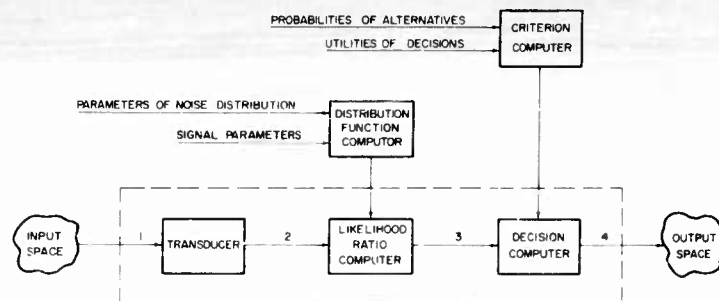 PROBABILITIES OF ALTERNATIVES
UTILITIES OF DECISIONS
CRITERION
COMPUTER
PARAMETERS OF NOISE DISTRIBUTION
SIGNAL PARAMETERS
DISTRIBUTION
FUNCTION
COMPUTOR
INPUT
SPACE
1
TRANSDUCER
2
LIKELIHOOD
RATIO
COMPUTER
3
DECISION
COMPUTER
4
OUTPUT
SPACE